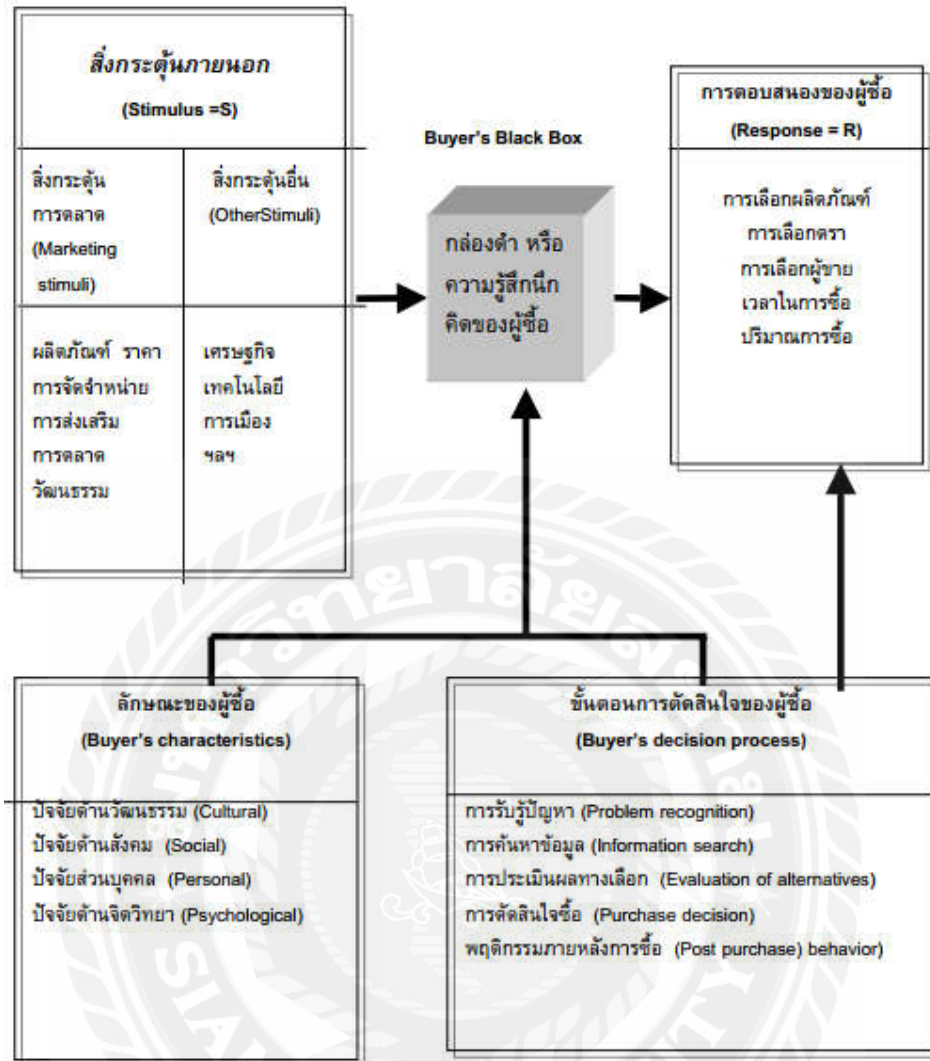 สิ่งกระตุ้นภายนอก
(Stimulus =S)
สิ่งกระตุ้น
การตลาด
(Marketing
stimuli)
สิ่งกระตุ้นอื่น
(OtherStimuli)
ผลิตภัณฑ์ ราคา
การจัดจำหน่าย
การส่งเสริม
การตลาด
วัฒนธรรม
เศรษฐกิจ
เทคโนโลยี
การเมือง
ฯลฯ
Buyer's Black Box
กล่องดำ หรือ
ความรู้สึกนึก
คิดของผู้ซื้อ
การตอบสนองของผู้ซื้อ
(Response = R)
การเลือกผลิตภัณฑ์
การเลือกตรา
การเลือกผู้ขาย
เวลาในการซื้อ
ปริมาณการซื้อ
ลักษณะของผู้ซื้อ
(Buyer's characteristics)
ปัจจัยด้านวัฒนธรรม (Cultural)
ปัจจัยด้านสังคม (Social)
ปัจจัยส่วนบุคคล (Personal)
ปัจจัยด้านจิตวิทยา (Psychological)
ขั้นตอนการตัดสินใจของผู้ซื้อ
(Buyer's decision process)
การรับรู้ปัญหา (Problem recognition)
การค้นหาข้อมูล (Information search)
การประเมินผลทางเลือก (Evaluation of alternatives)
การตัดสินใจซื้อ (Purchase decision)
พฤติกรรมภายหลังการซื้อ (Post purchase) behavior)